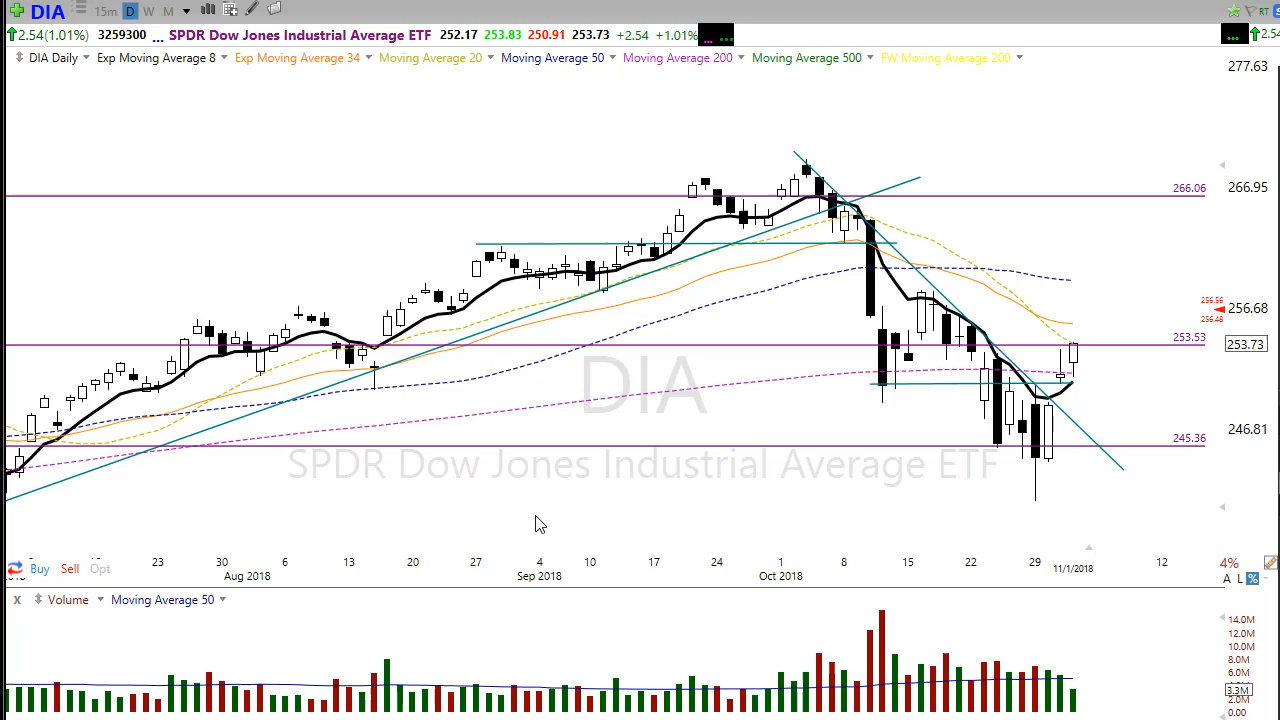 DIA 15m D W M RT
2.54(1.01%) 3259300 ... SPDR Dow Jones Industrial Average ETF 252.17 253.83 250.91 253.73 +2.54 +1.01%
DIA Daily Exp Moving Average 8 Exp Moving Average 34 Moving Average 20 Moving Average 50 Moving Average 200 Moving Average 500 FW Moving Average 200
277.63
266.95
266.06
256.56
256.68
256.48
253.53
253.73
DIA
246.81
245.36
SPDR Dow Jones Industrial Average ETF
23 30 6 13 20 27 4 10 17 24 1 8 15 22 29 12
Aug 2018 Sep 2018 Oct 2018 11/1/2018
Buy Sell Opt
4%
A L %
X Volume Moving Average 50
14.0M
12.0M
10.0M
8.0M
6.0M
3.3M
2.0M
0.00